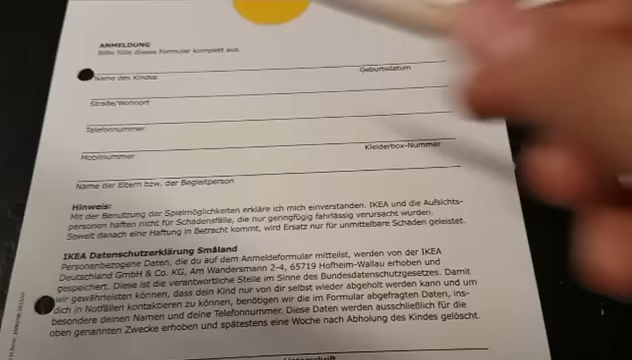 ANMELDUNG
Bitte fülle dieses Formular komplett aus.
Name des Kindes Geburtsdatum
Straße/Wohnort
Telefonnummer
Mobilnummer Kleiderbox-Nummer
Name der Eltern bzw. der Begleitperson
Hinweis:
Mit der Benutzung der Spielmöglichkeiten erkläre ich mich einverstanden. IKEA und die Aufsichts-
personen haften nicht für Schadensfälle, die nur geringfügig fahrlässig verursacht wurden.
Soweit danach eine Haftung in Betracht kommt, wird Ersatz nur für unmittelbare Schäden geleistet.
IKEA Datenschutzerklärung Småland
Personenbezogene Daten, die du auf dem Anmeldeformular mitteilst, werden von der IKEA
Deutschland GmbH & Co. KG, Am Wandersmann 2-4, 65719 Hofheim-Wallau erhoben und
gespeichert. Diese ist die verantwortliche Stelle im Sinne des Bundesdatenschutzgesetzes. Damit
wir gewährleisten können, dass dein Kind nur von dir selbst wieder abgeholt werden kann und um
dich in Notfällen kontaktieren zu können, benötigen wir die im Formular abgefragten Daten, ins-
besondere deinen Namen und deine Telefonnummer. Diese Daten werden ausschließlich für die
oben genannten Zwecke erhoben und spätestens eine Woche nach Abholung des Kindes gelöscht.
Unterschrift